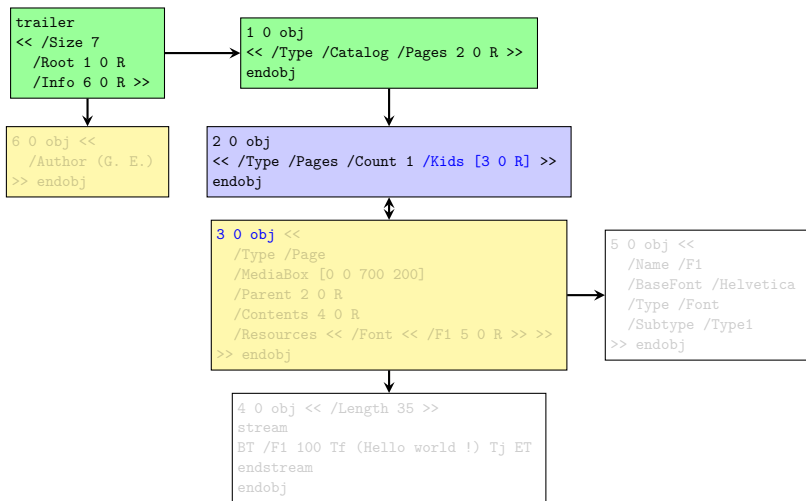 trailer
<< /Size 7
/Root 1 0 R
/Info 6 0 R >>
1 0 obj
<< /Type /Catalog /Pages 2 0 R >>
endobj
6 0 obj <<
/Author (G. E.)
>> endobj
2 0 obj
<< /Type /Pages /Count 1 /Kids [3 0 R] >>
endobj
3 0 obj <<
/Type /Page
/MediaBox [0 0 700 200]
/Parent 2 0 R
/Contents 4 0 R
/Resources << /Font << /F1 5 0 R >> >>
>> endobj
5 0 obj <<
/Name /F1
/BaseFont /Helvetica
/Type /Font
/Subtype /Type1
>> endobj
4 0 obj << /Length 35 >>
stream
BT /F1 100 Tf (Hello world !) Tj ET
endstream
endobj